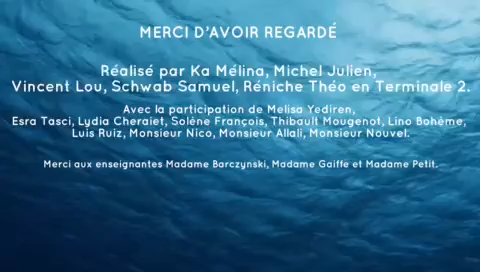 MERCI D'AVOIR REGARDÉ
Réalisé par Ka Mélina, Michel Julien,
Vincent Lou, Schwab Samuel, Réniche Théo en Terminale 2.
Avec la participation de Melisa Yediren,
Esra Tasci, Lydia Cheraiet, Solène François, Thibault Mougenot, Lino Bohème,
Luis Ruiz, Monsieur Nico, Monsieur Allali, Monsieur Nouvel.
Merci aux enseignantes Madame Barczynski, Madame Gaiffe et Madame Petit.